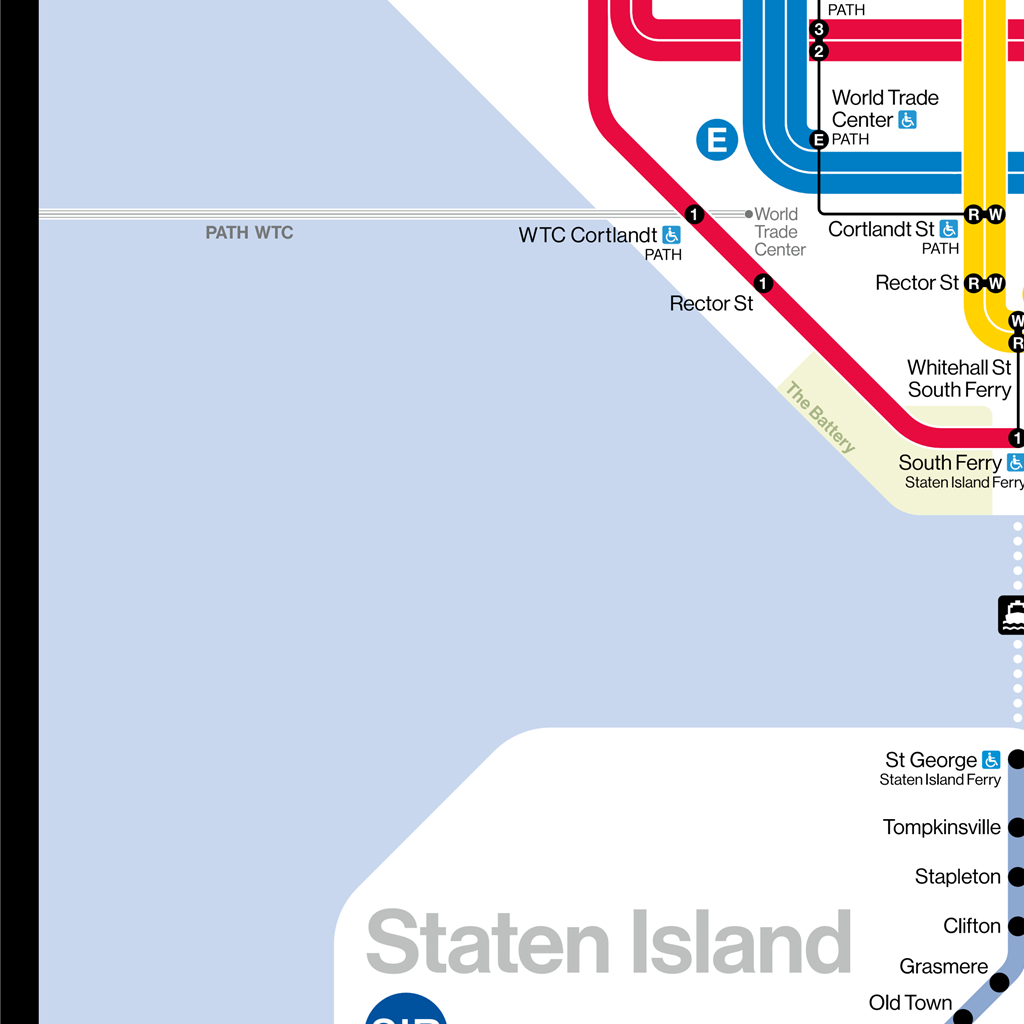 PATH
3
2
World Trade
Center
E
E
PATH
PATH WTC
1
World
Trade
Center
WTC Cortlandt
PATH
R W
Cortlandt St
PATH
1
Rector St
Rector St
R W
W
R
Whitehall St
South Ferry
The Battery
1
South Ferry
Staten Island Ferry
St George
Staten Island Ferry
Tompkinsville
Stapleton
Clifton
Staten Island
Grasmere
Old Town